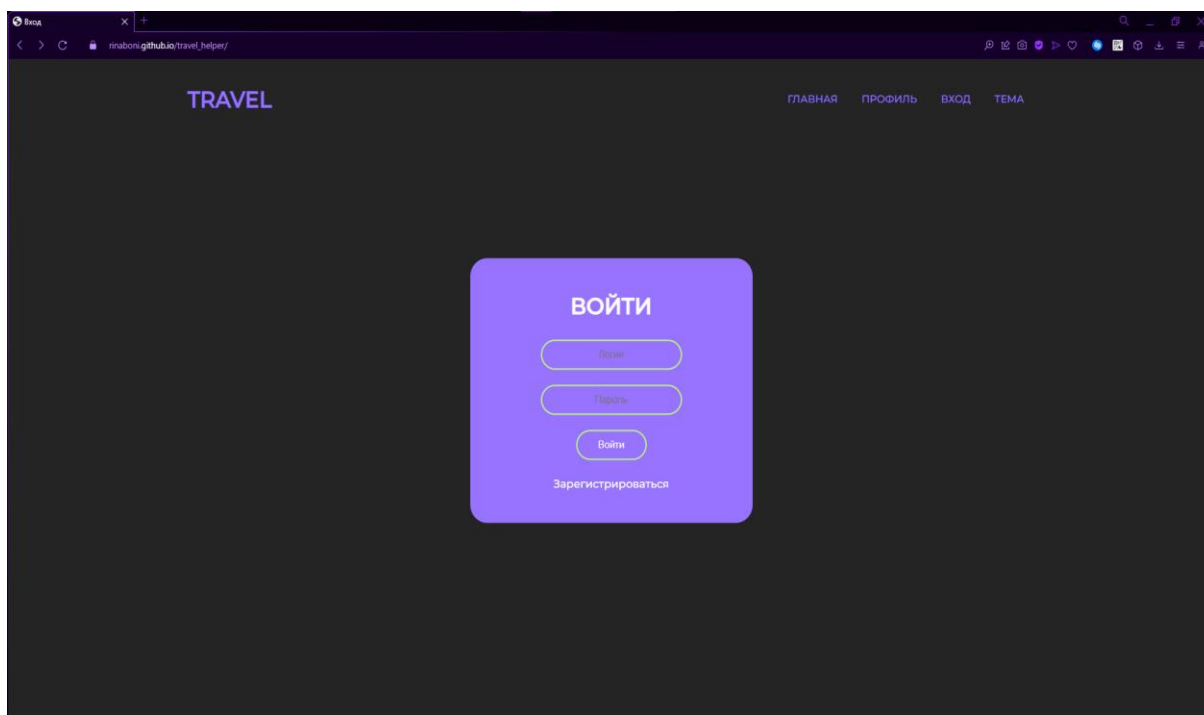 Вход
rinaboni.github.io/travel_helper/
TRAVEL
ГЛАВНАЯ ПРОФИЛЬ ВХОД ТЕМА
ВОЙТИ
Логин
Пароль
Войти
Зарегистрироваться